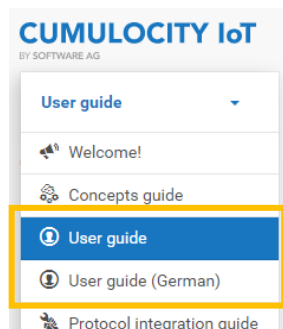 CUMULOCITY IoT
BY SOFTWARE AG
User guide
Welcome!
Concepts guide
User guide
User guide (German)
Protocol integration guide